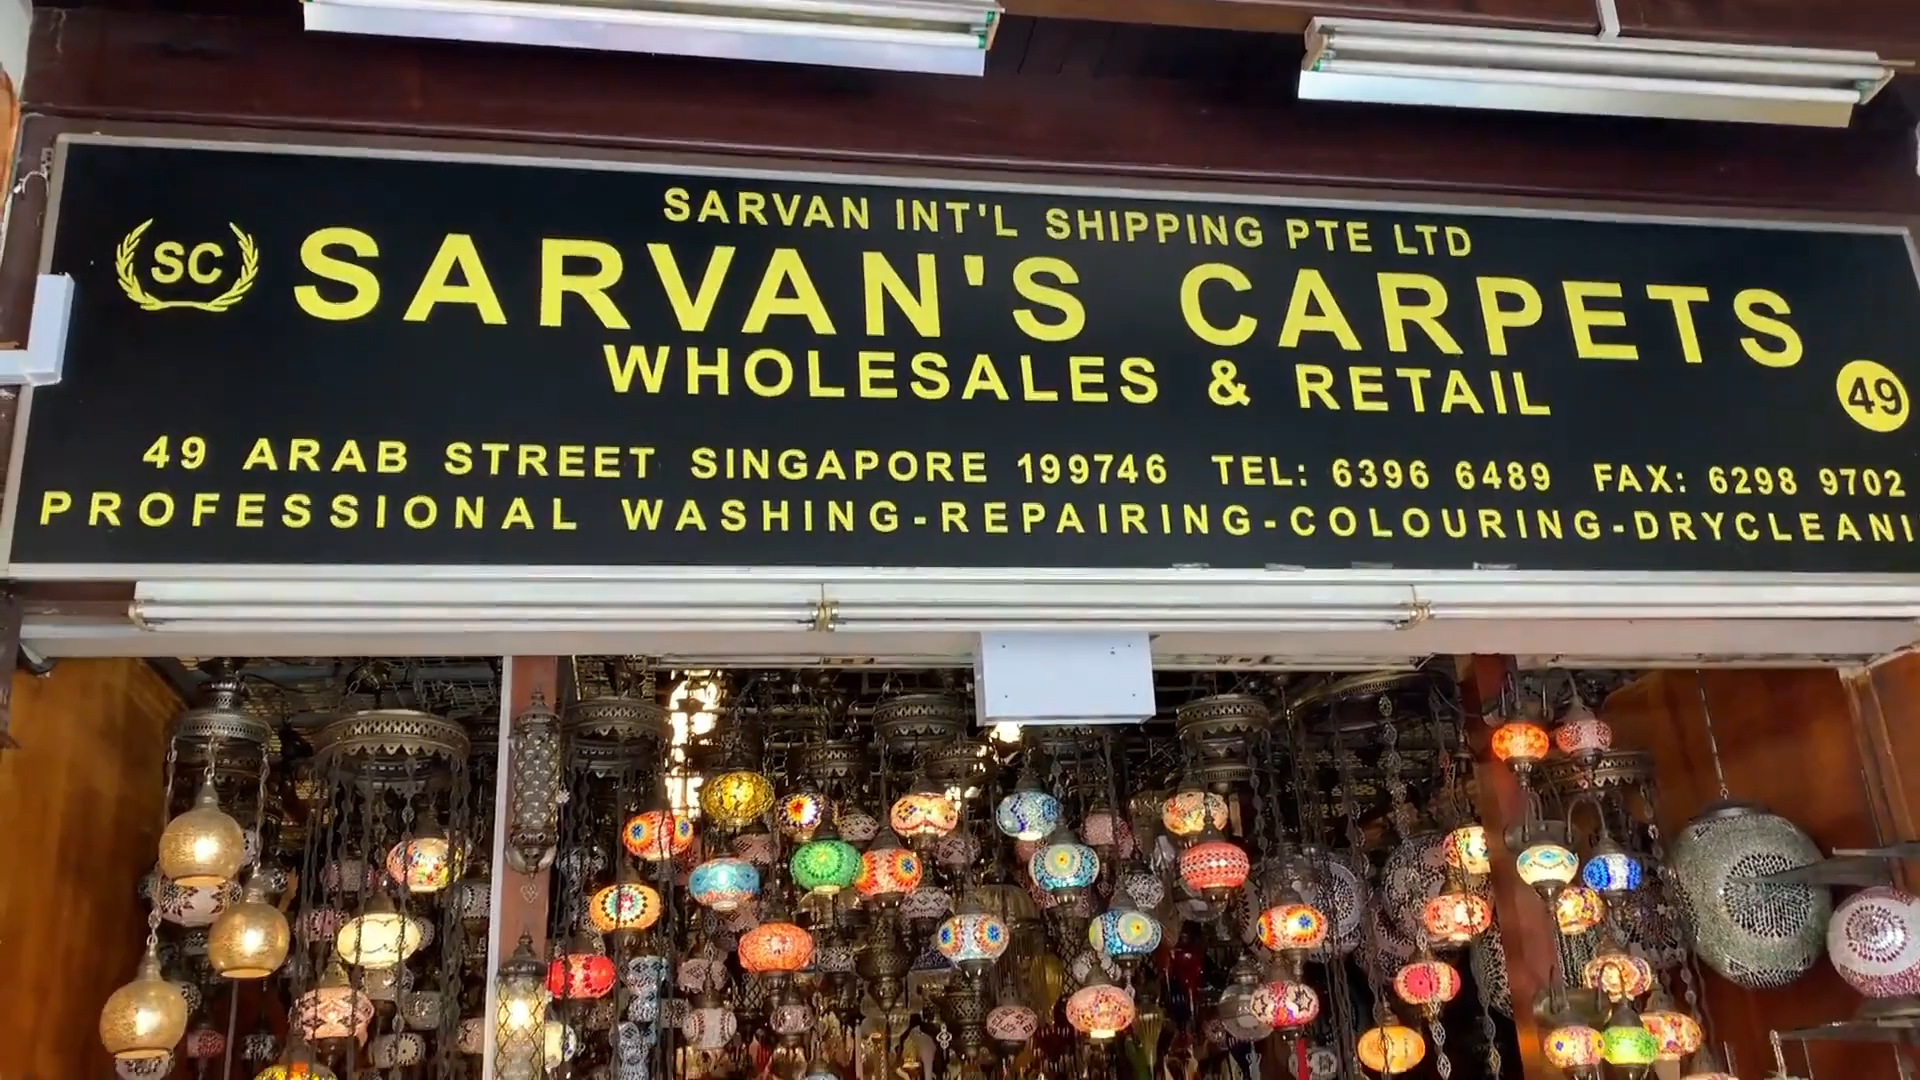 SARVAN INT'L SHIPPING PTE LTD
SC
SARVAN'S CARPETS
WHOLESALES & RETAIL
49
49 ARAB STREET SINGAPORE 199746 TEL: 6396 6489 FAX: 6298 9702
PROFESSIONAL WASHING-REPAIRING-COLOURING-DRYCLEANI